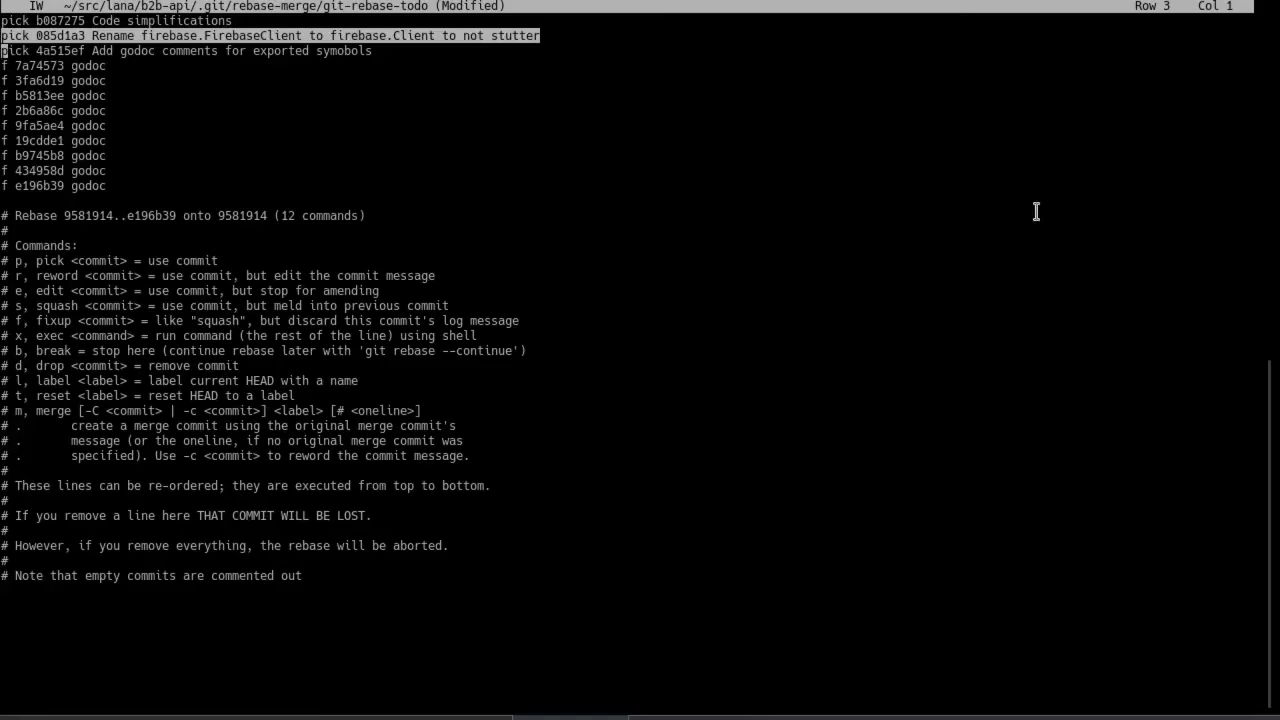 IW ~/src/lana/b2b-api/.git/rebase-merge/git-rebase-todo (Modified) Row 3 Col 1
pick b087275 Code simplifications
pick 085d1a3 Rename firebase.FirebaseClient to firebase.Client to not stutter
pick 4a515ef Add godoc comments for exported symobols
f 7a74573 godoc
f 3fa6d19 godoc
f b5813ee godoc
f 2b6a86c godoc
f 9fa5ae4 godoc
f 19cdde1 godoc
f b9745b8 godoc
f 434958d godoc
f e196b39 godoc
# Rebase 9581914..e196b39 onto 9581914 (12 commands)
#
# Commands:
# p, pick <commit> = use commit
# r, reword <commit> = use commit, but edit the commit message
# e, edit <commit> = use commit, but stop for amending
# s, squash <commit> = use commit, but meld into previous commit
# f, fixup <commit> = like "squash", but discard this commit's log message
# x, exec <command> = run command (the rest of the line) using shell
# b, break = stop here (continue rebase later with 'git rebase --continue')
# d, drop <commit> = remove commit
# l, label <label> = label current HEAD with a name
# t, reset <label> = reset HEAD to a label
# m, merge [-C <commit> | -c <commit>] <label> [# <oneline>]
# . create a merge commit using the original merge commit's
# . message (or the oneline, if no original merge commit was
# . specified). Use -c <commit> to reword the commit message.
#
# These lines can be re-ordered; they are executed from top to bottom.
#
# If you remove a line here THAT COMMIT WILL BE LOST.
#
# However, if you remove everything, the rebase will be aborted.
#
# Note that empty commits are commented out